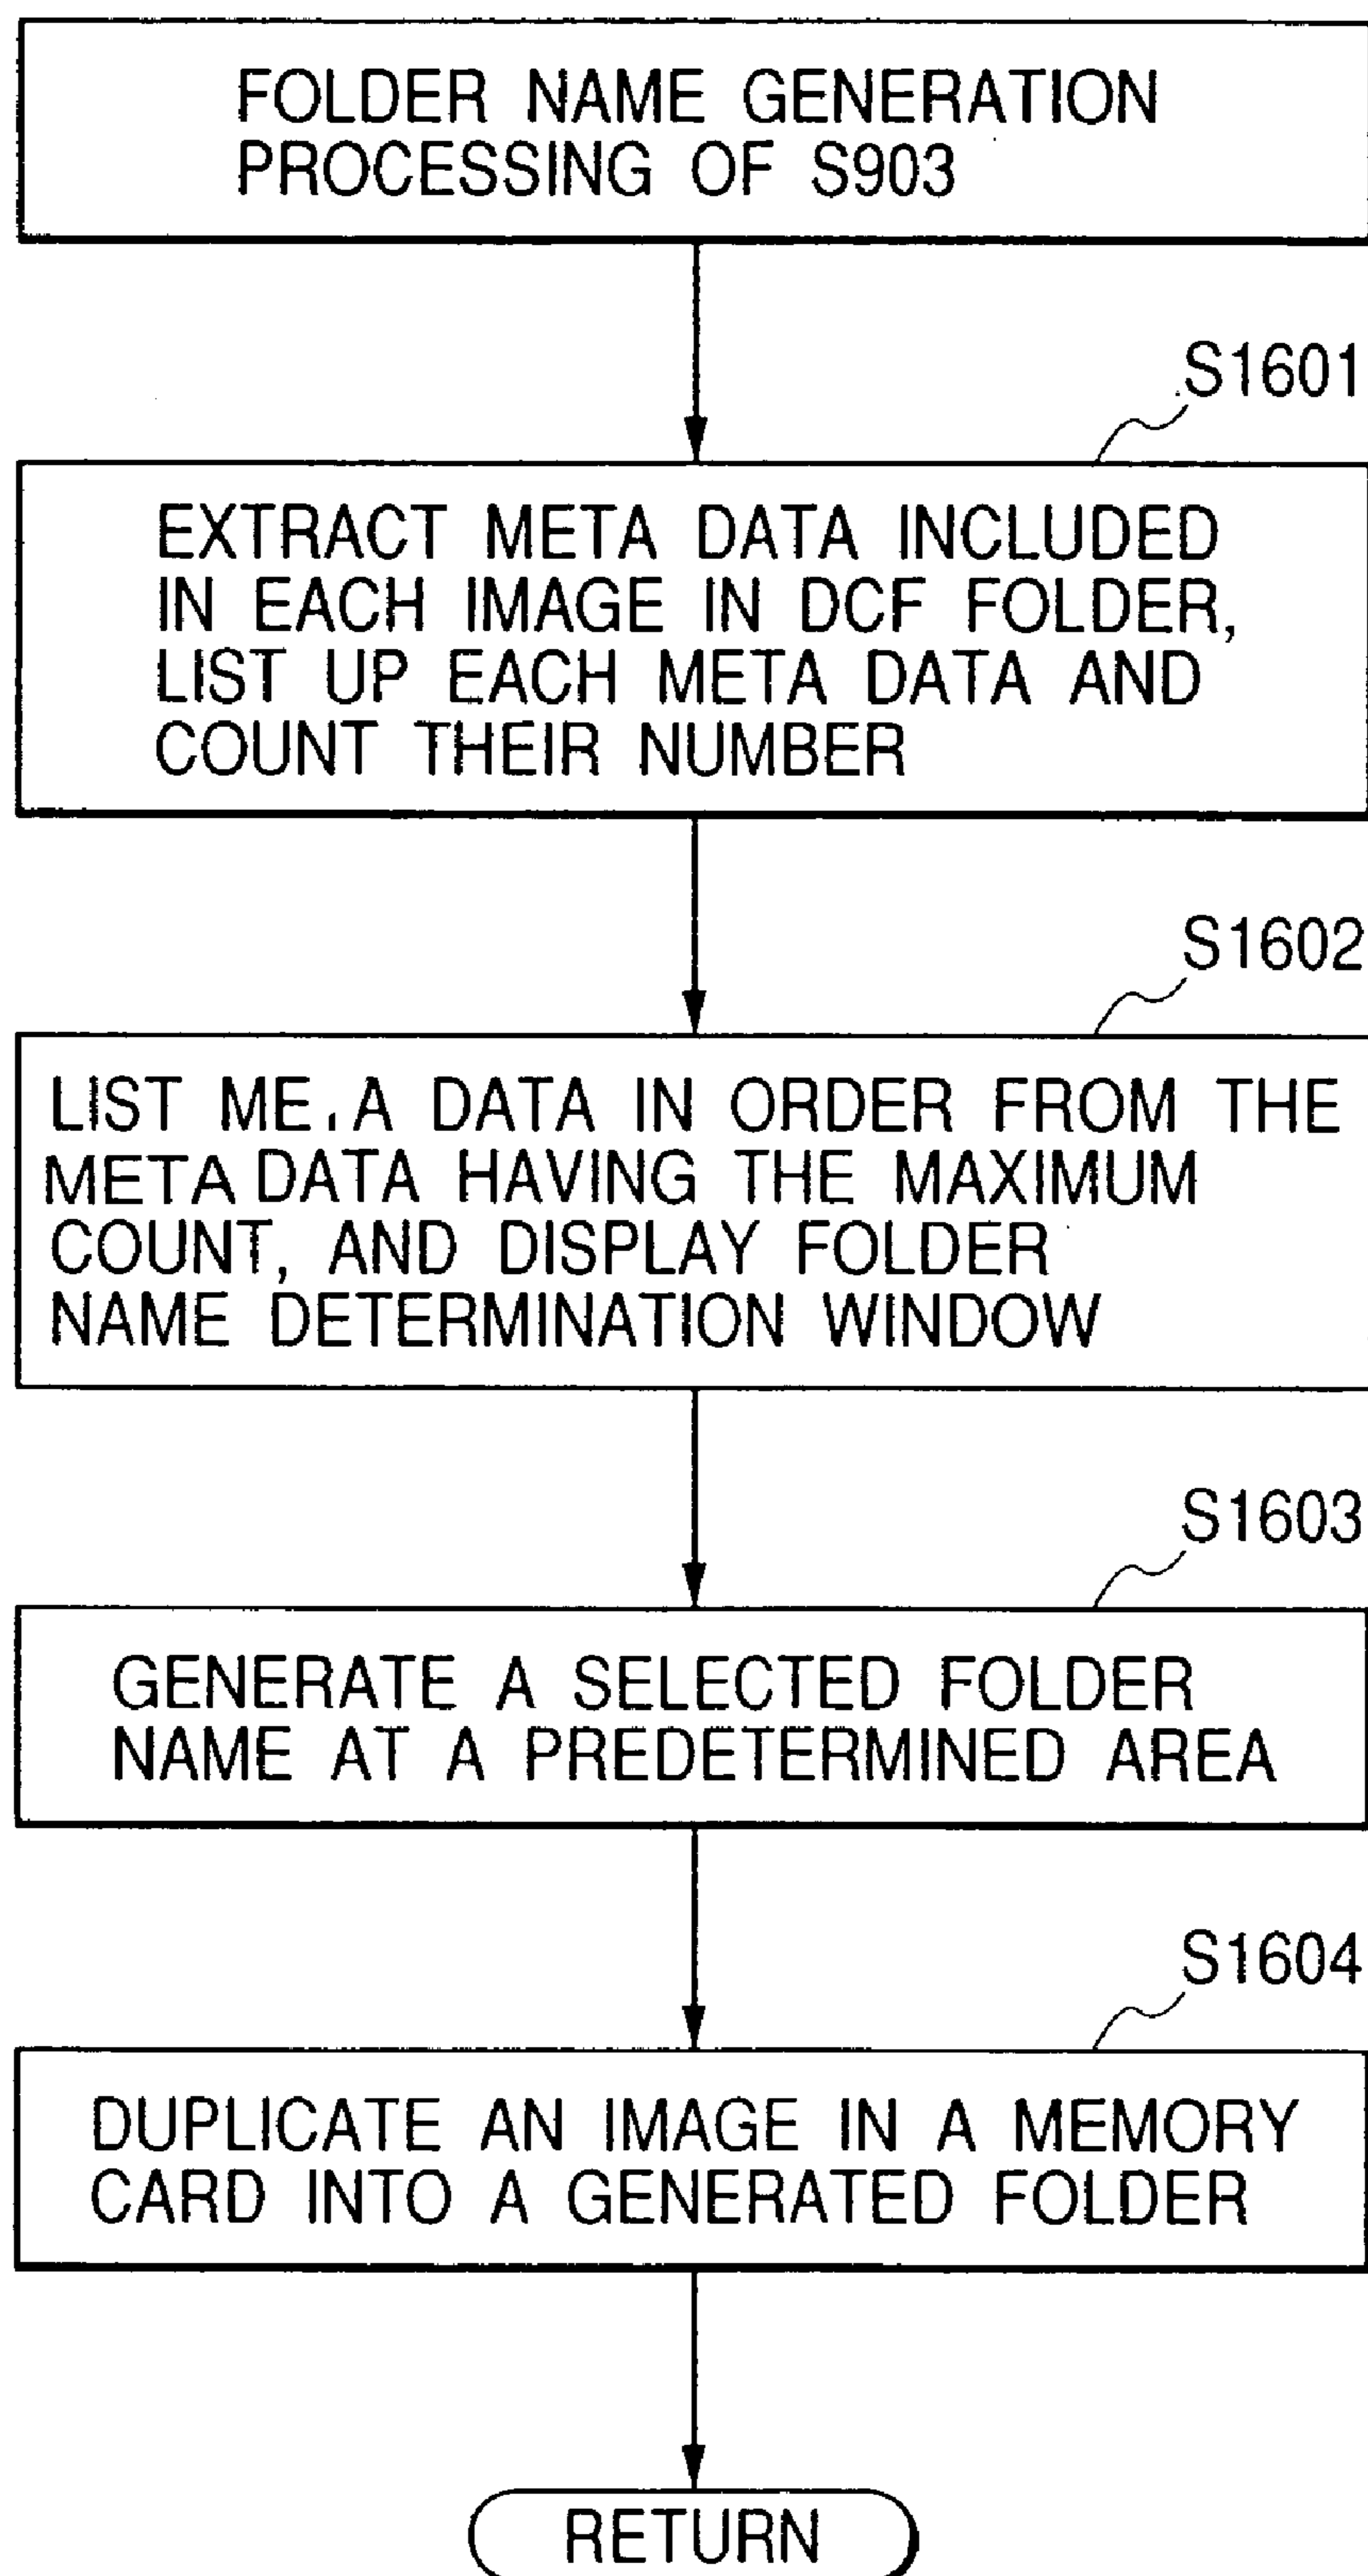 FOLDER NAME GENERATION
PROCESSING OF S903
S1601
EXTRACT META DATA INCLUDED
IN EACH IMAGE IN DCF FOLDER,
LIST UP EACH META DATA AND
COUNT THEIR NUMBER
S1602
LIST ME.A DATA IN ORDER FROM THE
META DATA HAVING THE MAXIMUM
COUNT, AND DISPLAY FOLDER
NAME DETERMINATION WINDOW
S1603
GENERATE A SELECTED FOLDER
NAME AT A PREDETERMINED AREA
S1604
DUPLICATE AN IMAGE IN A MEMORY
CARD INTO A GENERATED FOLDER
RETURN